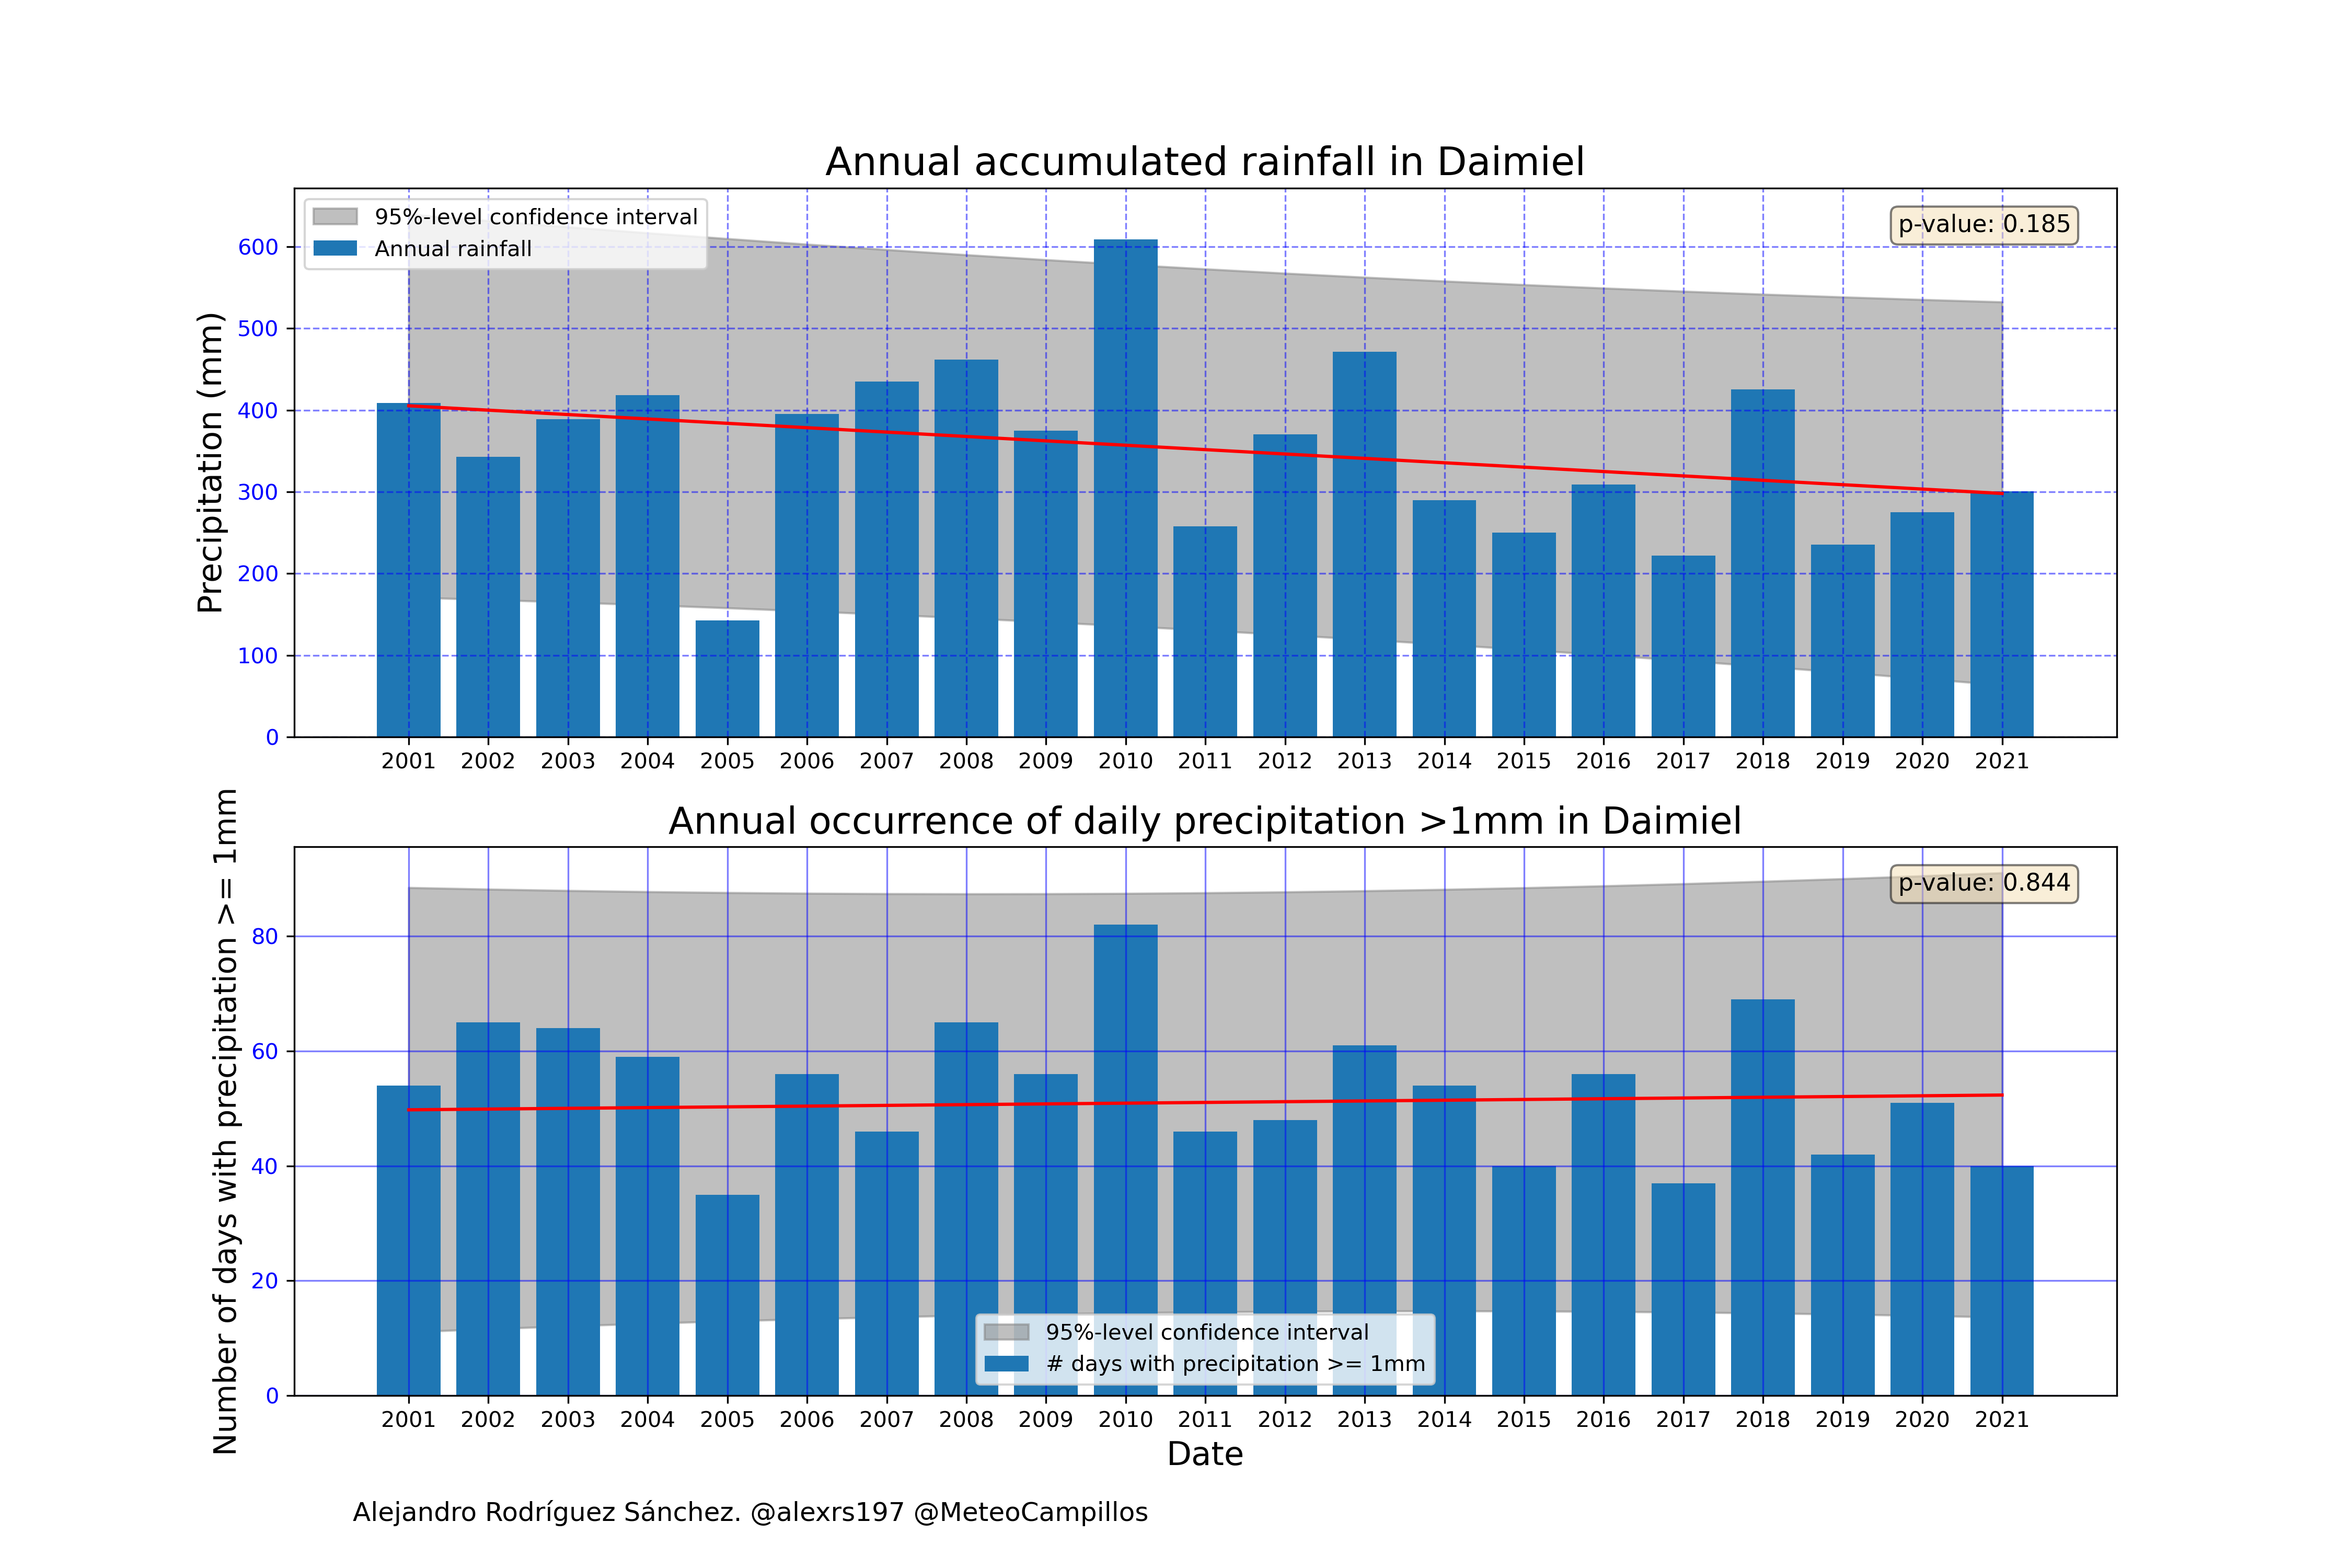 Annual accumulated rainfall in Daimiel
95%-level confidence interval
Annual rainfall
p-value: 0.185
Precipitation (mm)
600
500
400
300
200
100
0
2001 2002 2003 2004 2005 2006 2007 2008 2009 2010 2011 2012 2013 2014 2015 2016 2017 2018 2019 2020 2021
Annual occurrence of daily precipitation >1mm in Daimiel
p-value: 0.844
Number of days with precipitation >= 1mm
80
60
40
20
0
95%-level confidence interval
# days with precipitation >= 1mm
2001 2002 2003 2004 2005 2006 2007 2008 2009 2010 2011 2012 2013 2014 2015 2016 2017 2018 2019 2020 2021
Date
Alejandro Rodríguez Sánchez. @alexrs197 @MeteoCampillos